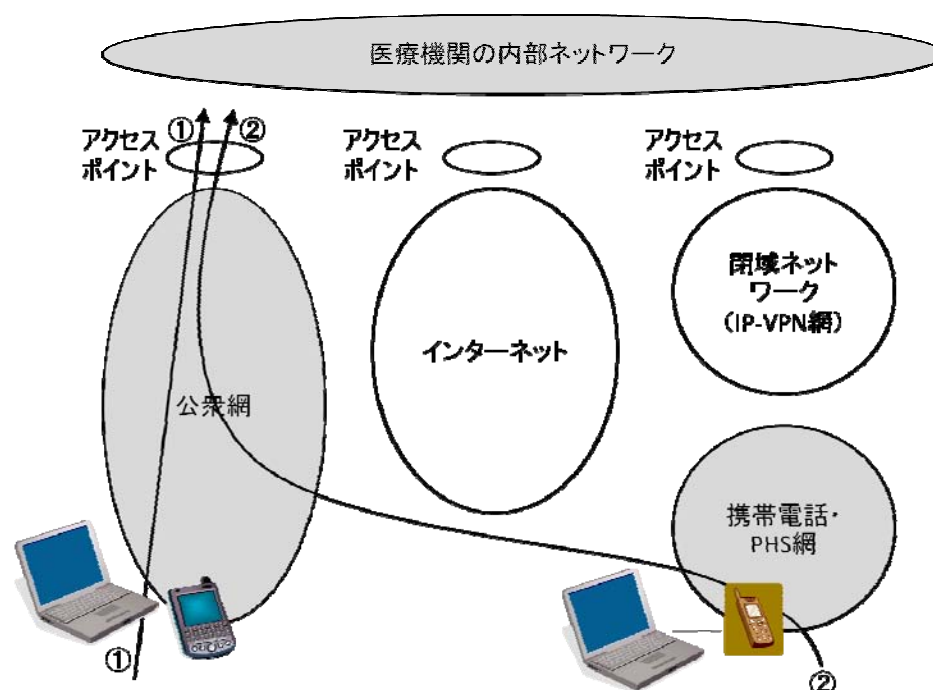 医療機関の内部ネットワーク
①
②
アクセス
ポイント
アクセス
ポイント
アクセス
ポイント
閉域ネット
ワーク
（IP-VPN網）
インターネット
公衆網
携帯電話・
PHS網
①
②